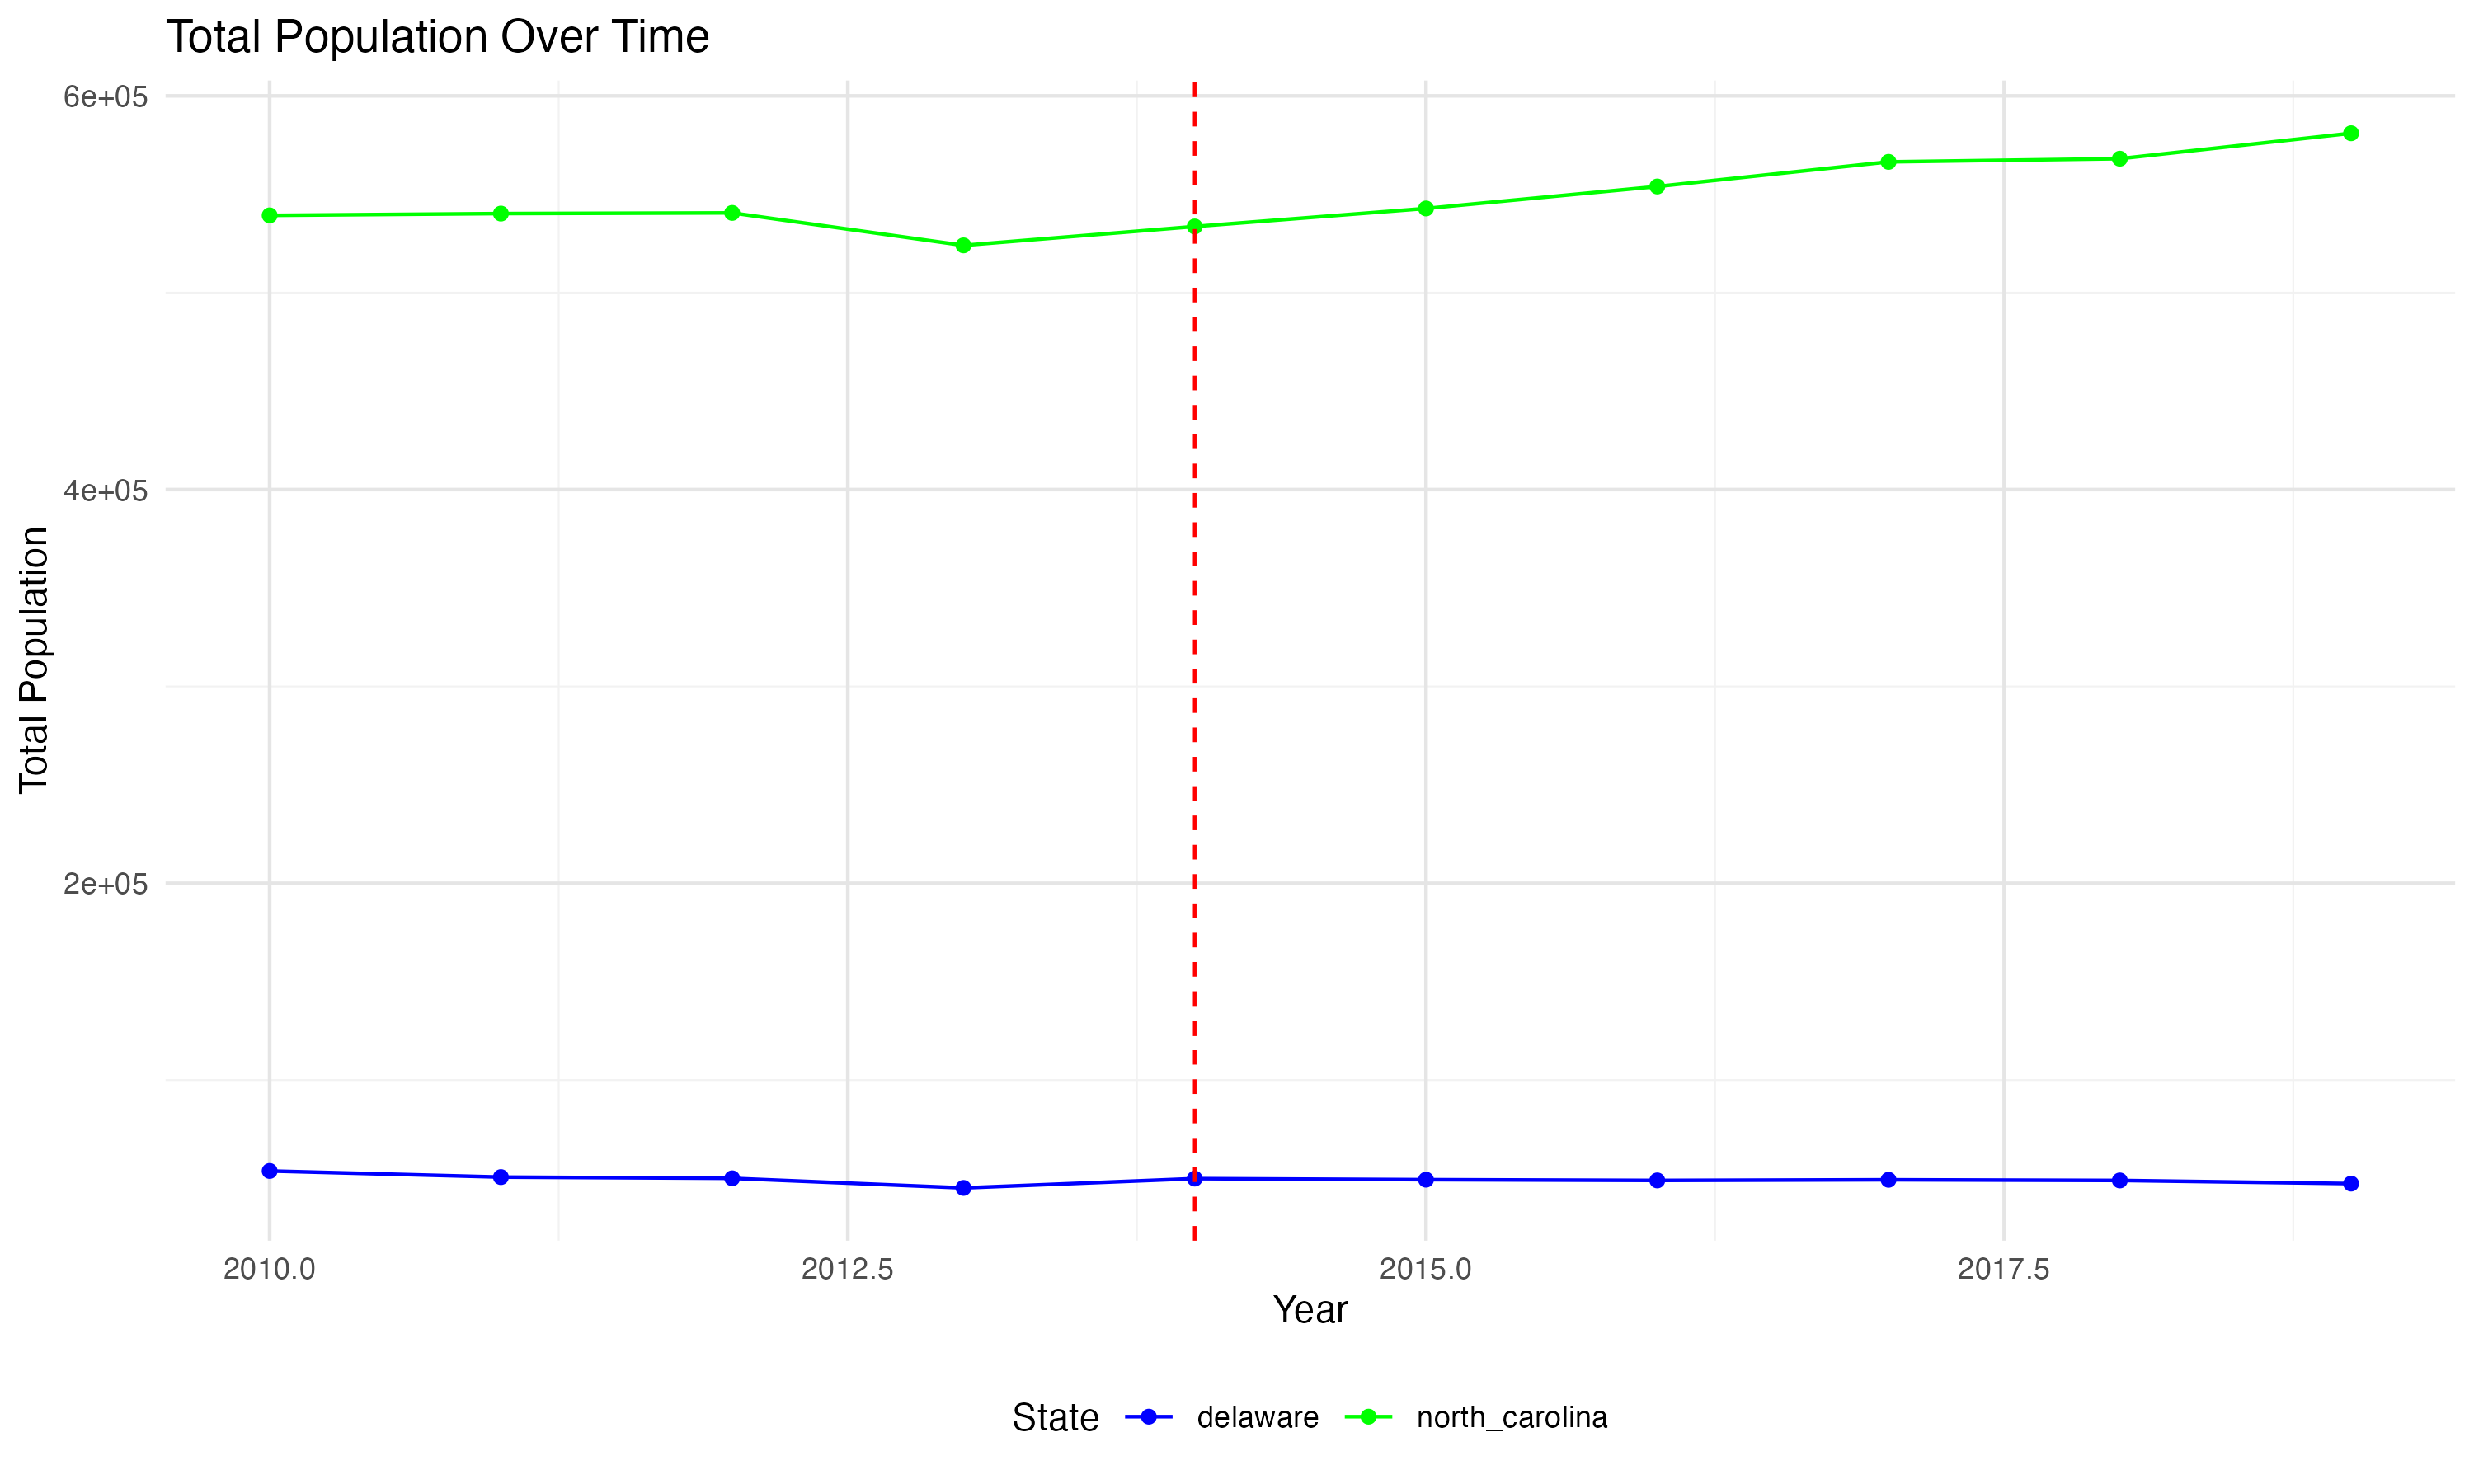 Total Population Over Time
6e+05
4e+05
2e+05
Total Population
2010.0 2012.5 2015.0 2017.5
Year
State delaware north_carolina